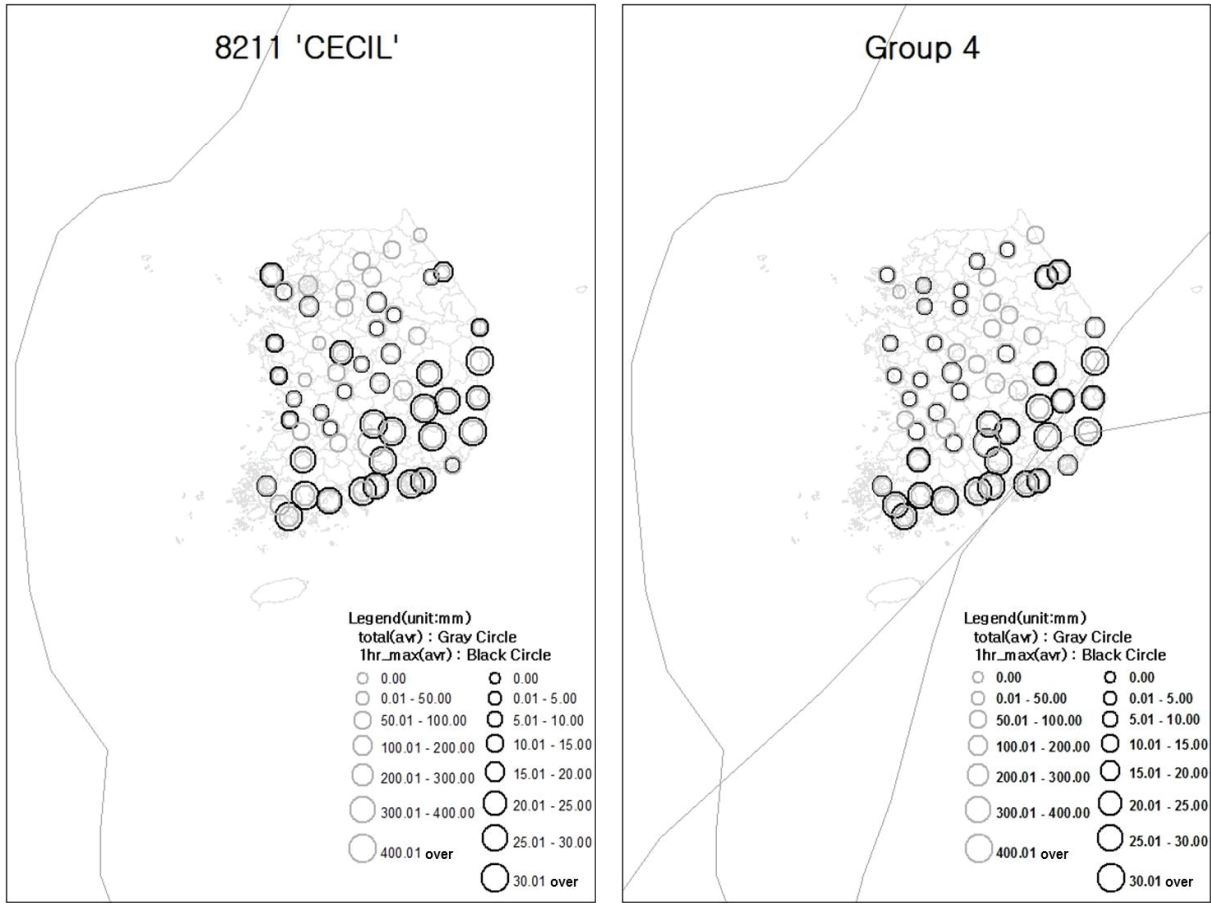 8211 'CECIL'
Legend(unit:mm)
total(avr) : Gray Circle
1hr_max(avr) : Black Circle
0.00 0.00
0.01 - 50.00 0.01 - 5.00
50.01 - 100.00 5.01 - 10.00
100.01 - 200.00 10.01 - 15.00
200.01 - 300.00 15.01 - 20.00
300.01 - 400.00 20.01 - 25.00
400.01 over 25.01 - 30.00
30.01 over
Group 4
Legend(unit:mm)
total(avr) : Gray Circle
1hr_max(avr) : Black Circle
0.00 0.00
0.01 - 50.00 0.01 - 5.00
50.01 - 100.00 5.01 - 10.00
100.01 - 200.00 10.01 - 15.00
200.01 - 300.00 15.01 - 20.00
300.01 - 400.00 20.01 - 25.00
400.01 over 25.01 - 30.00
30.01 over